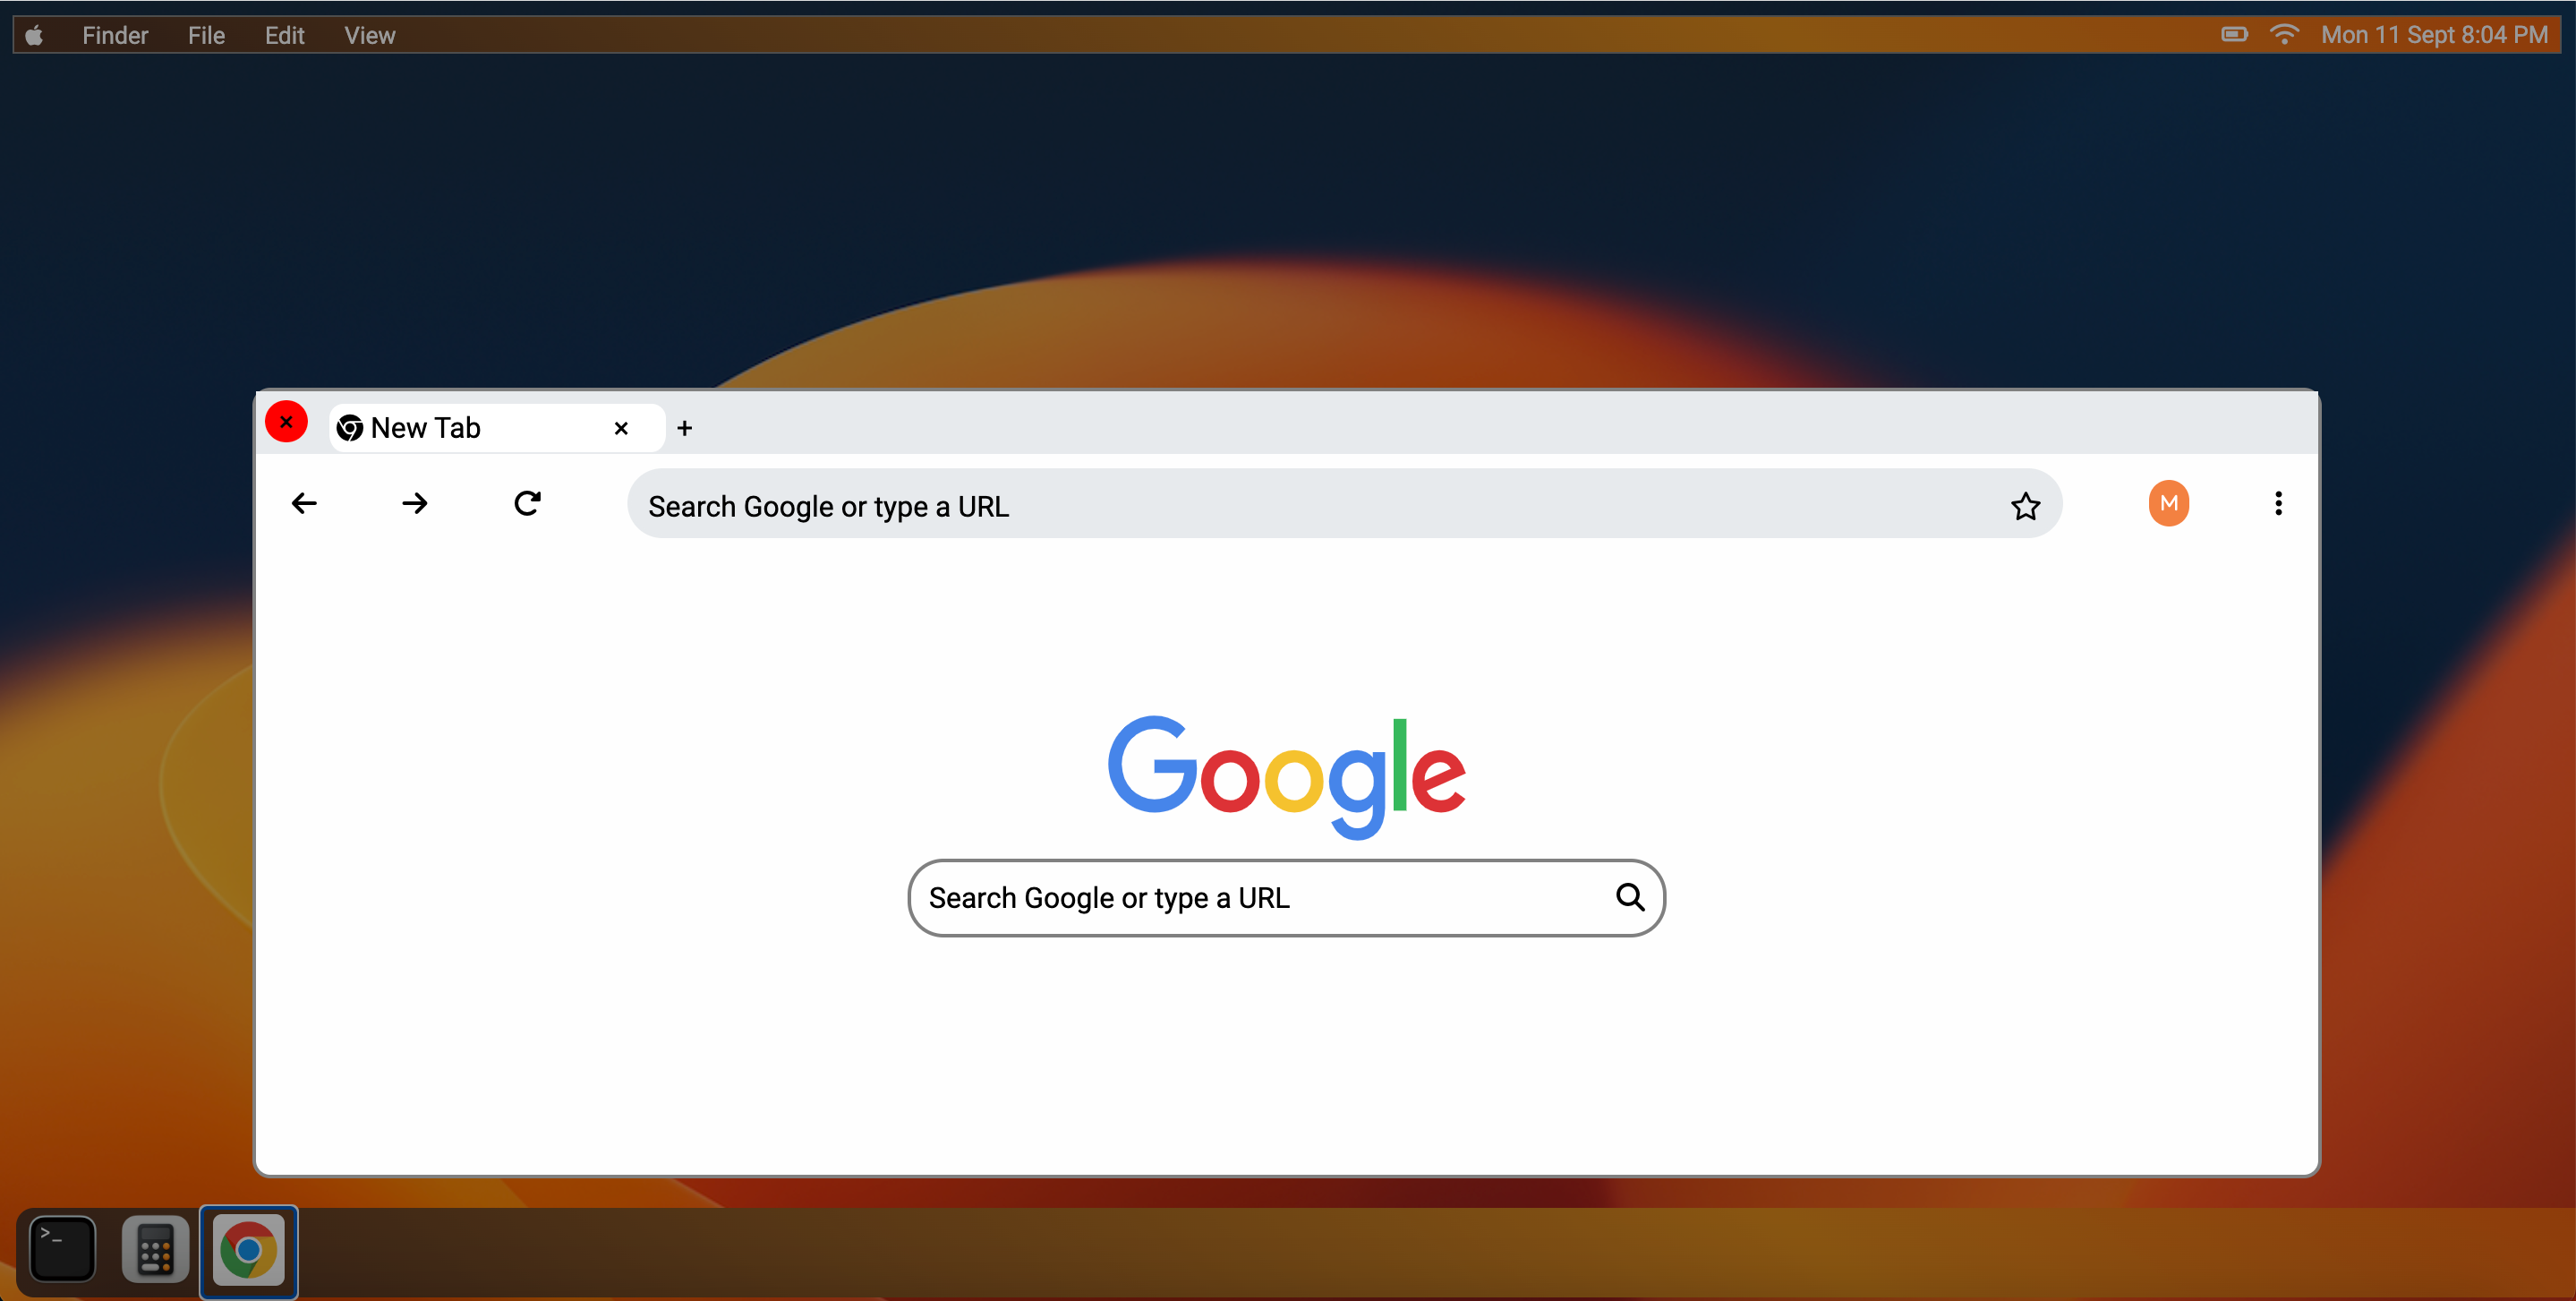 Finder File Edit View Mon 11 Sept 8:04 PM
New Tab
Search Google or type a URL M
Google
Search Google or type a URL
>_